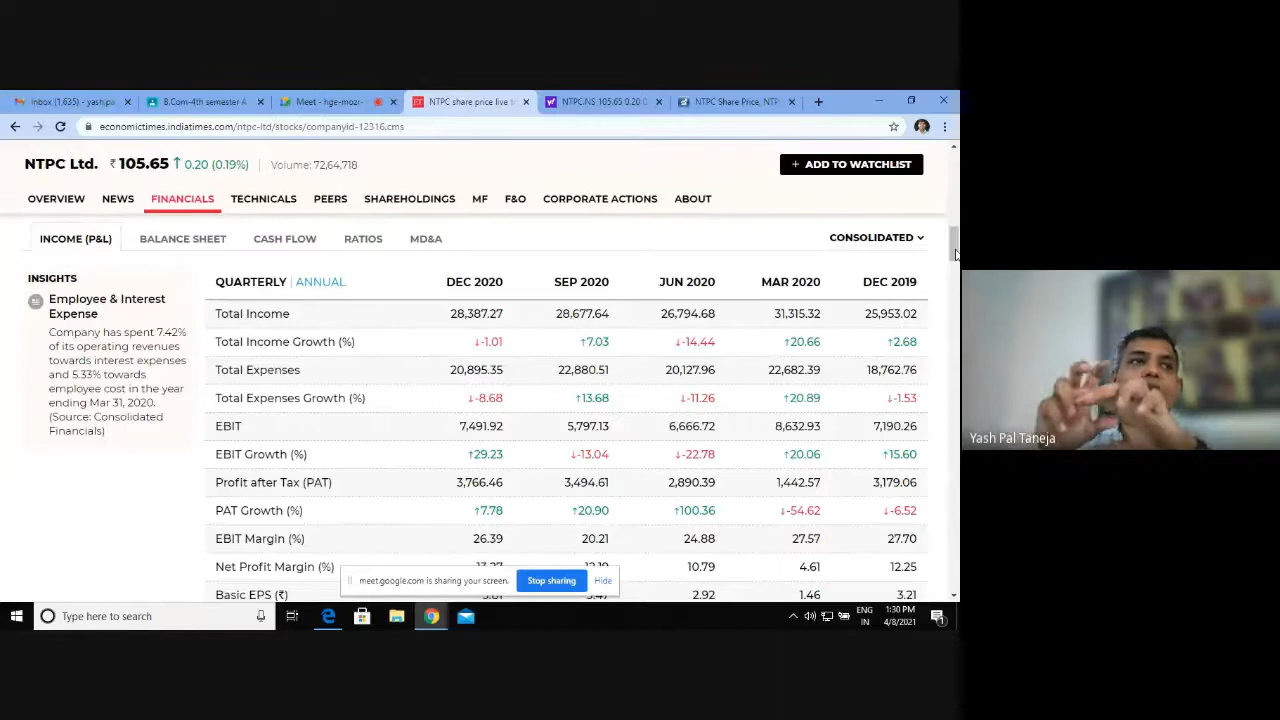 Inbox (1,635) - yash.pa
B.Com-4th semester A
Meet - hge-mozr-
NTPC share price live
NTPC.NS 105.65 0.20
NTPC Share Price, NTP
economictimes.indiatimes.com/ntpc-ltd/stocks/companyid-12316.cms
NTPC Ltd. ₹ 105.65 ↑ 0.20 (0.19%) Volume: 72,64,718
+ ADD TO WATCHLIST
OVERVIEW NEWS FINANCIALS TECHNICALS PEERS SHAREHOLDINGS MF F&O CORPORATE ACTIONS ABOUT
INCOME (P&L) BALANCE SHEET CASH FLOW RATIOS MD&A CONSOLIDATED
INSIGHTS
Employee & Interest
Expense
Company has spent 7.42%
of its operating revenues
towards interest expenses
and 5.33% towards
employee cost in the year
ending Mar 31, 2020.
(Source: Consolidated
Financials)
QUARTERLY | ANNUAL DEC 2020 SEP 2020 JUN 2020 MAR 2020 DEC 2019
Total Income 28,387.27 28,677.64 26,794.68 31,315.32 25,953.02
Total Income Growth (%) ↓-1.01 ↑7.03 ↓-14.44 ↑20.66 ↑2.68
Total Expenses 20,895.35 22,880.51 20,127.96 22,682.39 18,762.76
Total Expenses Growth (%) ↓-8.68 ↑13.68 ↓-11.26 ↑20.89 ↓-1.53
EBIT 7,491.92 5,797.13 6,666.72 8,632.93 7,190.26
EBIT Growth (%) ↑29.23 ↓-13.04 ↓-22.78 ↑20.06 ↑15.60
Profit after Tax (PAT) 3,766.46 3,494.61 2,890.39 1,442.57 3,179.06
PAT Growth (%) ↑7.78 ↑20.90 ↑100.36 ↓-54.62 ↓-6.52
EBIT Margin (%) 26.39 20.21 24.88 27.57 27.70
Net Profit Margin (%) 10.79 4.61 12.25
Basic EPS (₹) 2.92 1.46 3.21
meet.google.com is sharing your screen. Stop sharing Hide
Type here to search
ENG
IN
1:30 PM
4/8/2021
1
Yash Pal Taneja